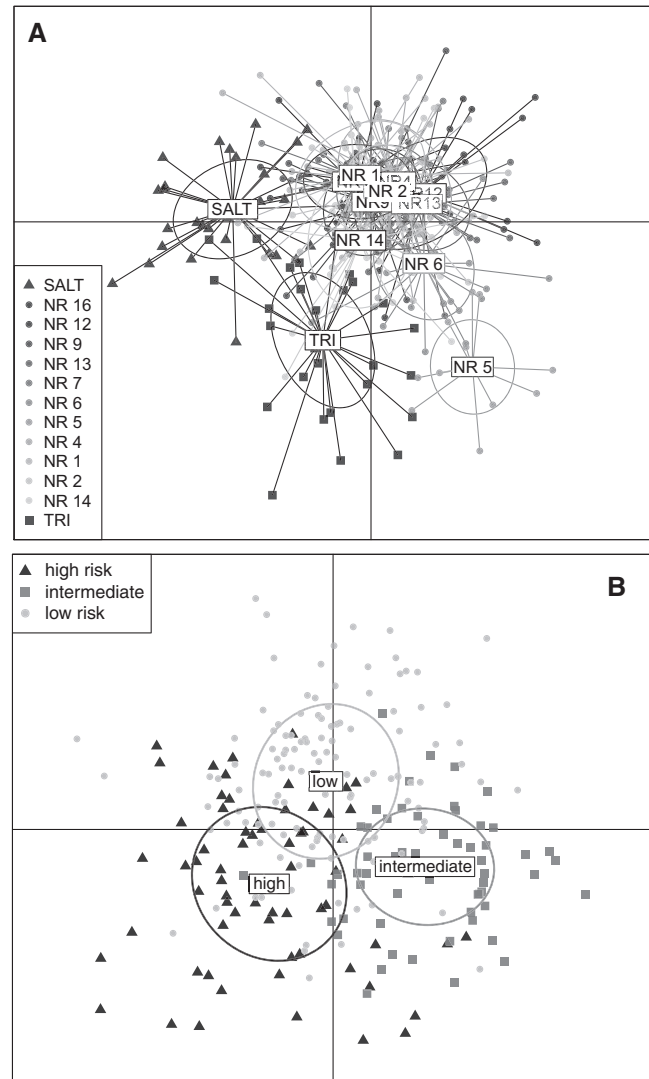 A
NR 1
NR 2
NR9
NR13
SALT
NR 14
NR 6
TRI
NR 5
SALT
NR 16
NR 12
NR 9
NR 13
NR 7
NR 6
NR 5
NR 4
NR 1
NR 2
NR 14
TRI
B
high risk
intermediate
low risk
low
intermediate
high